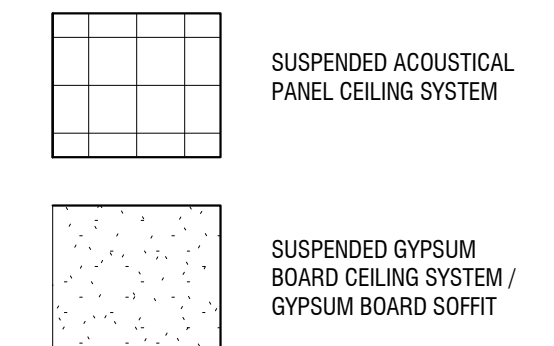 SUSPENDED ACOUSTICAL
PANEL CEILING SYSTEM
SUSPENDED GYPSUM
BOARD CEILING SYSTEM /
GYPSUM BOARD SOFFIT